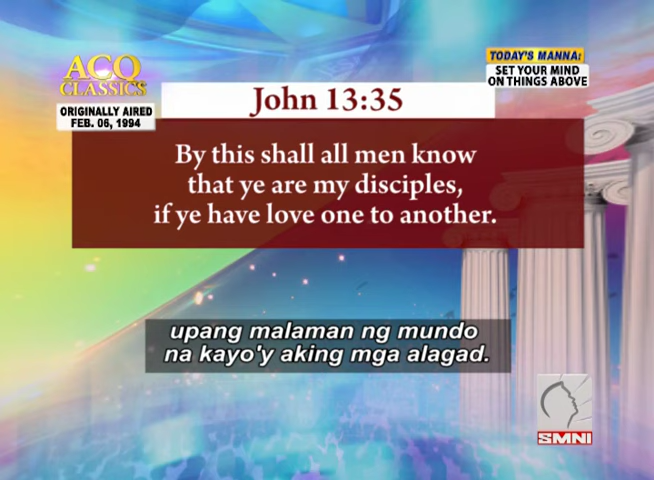 ACQ
CLASSICS
ORIGINALLY AIRED
FEB. 06, 1994
TODAY'S MANNA:
SET YOUR MIND
ON THINGS ABOVE
John 13:35
By this shall all men know
that ye are my disciples,
if ye have love one to another.
upang malaman ng mundo
na kayo'y aking mga alagad.
SMNI